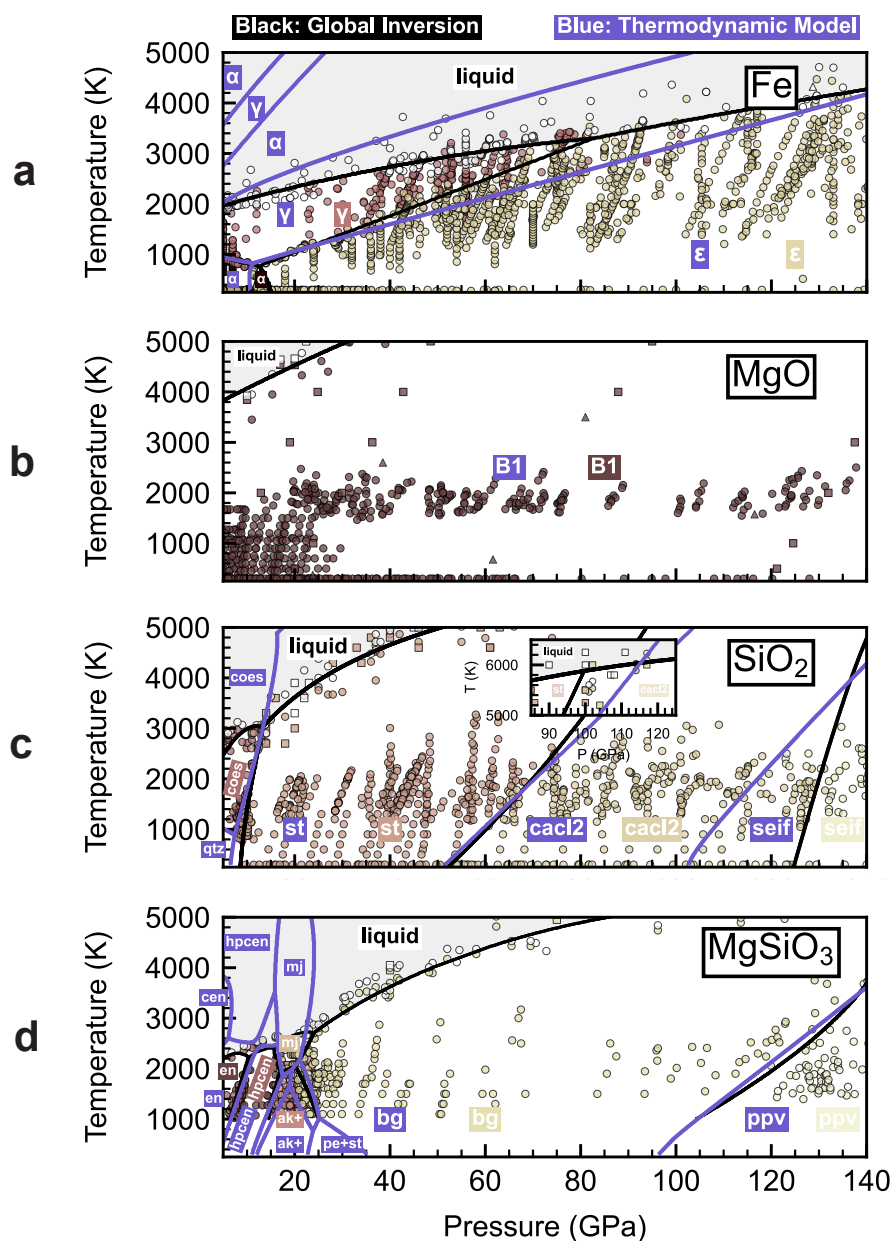 Black: Global Inversion
Blue: Thermodynamic Model
a
Temperature (K)
5000
4000
3000
2000
1000
α
γ
α
liquid
Fe
γ
γ
α
α
ε
ε
b
Temperature (K)
5000
4000
3000
2000
1000
liquid
MgO
B1
B1
c
Temperature (K)
5000
4000
3000
2000
1000
coes
liquid
SiO₂
T (K)
6000
5000
liquid
st
cacl2
90 100 110 120
P (GPa)
coes
qtz
st
st
cacl2
cacl2
seif
seif
d
Temperature (K)
5000
4000
3000
2000
1000
hpcen
mj
liquid
MgSiO₃
cen
mj
en
hpcen
en
hpcen
ak+
ak+
pe+st
bg
bg
ppv
ppv
20 40 60 80 100 120 140
Pressure (GPa)